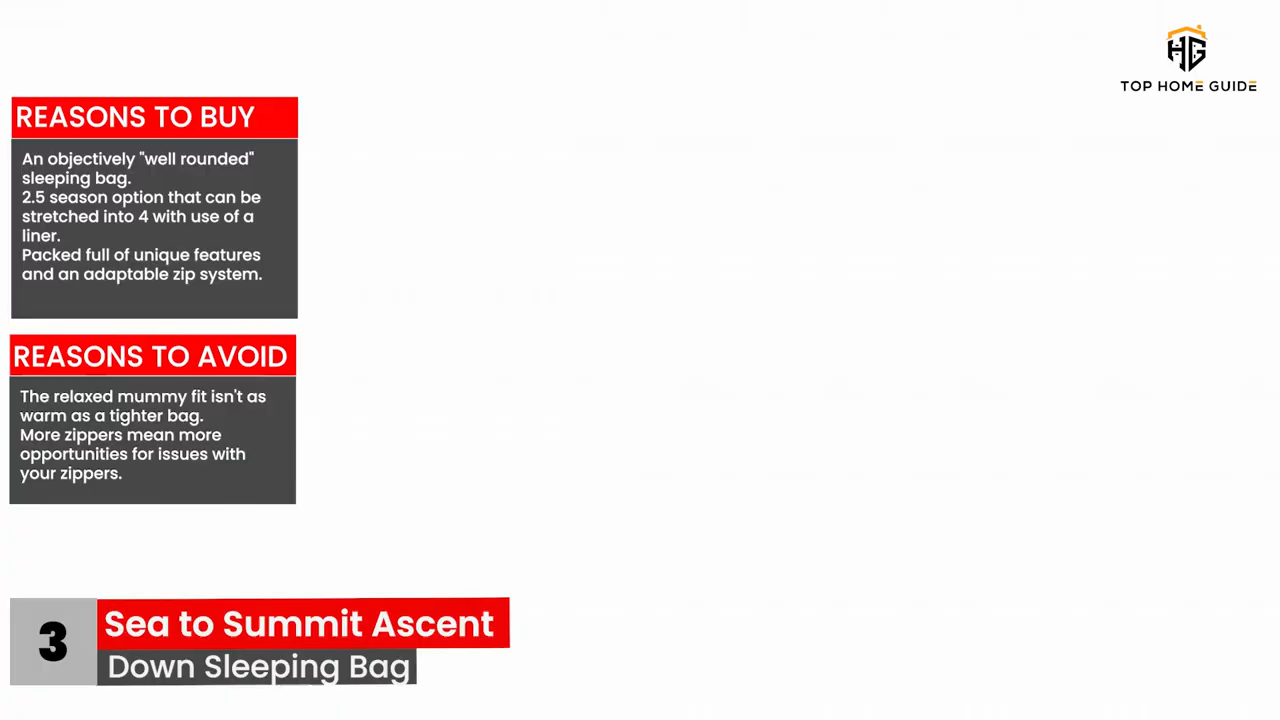 HG
TOP HOME GUIDE
REASONS TO BUY
An objectively "well rounded"
sleeping bag.
2.5 season option that can be
stretched into 4 with use of a
liner.
Packed full of unique features
and an adaptable zip system.
REASONS TO AVOID
The relaxed mummy fit isn't as
warm as a tighter bag.
More zippers mean more
opportunities for issues with
your zippers.
3
Sea to Summit Ascent
Down Sleeping Bag